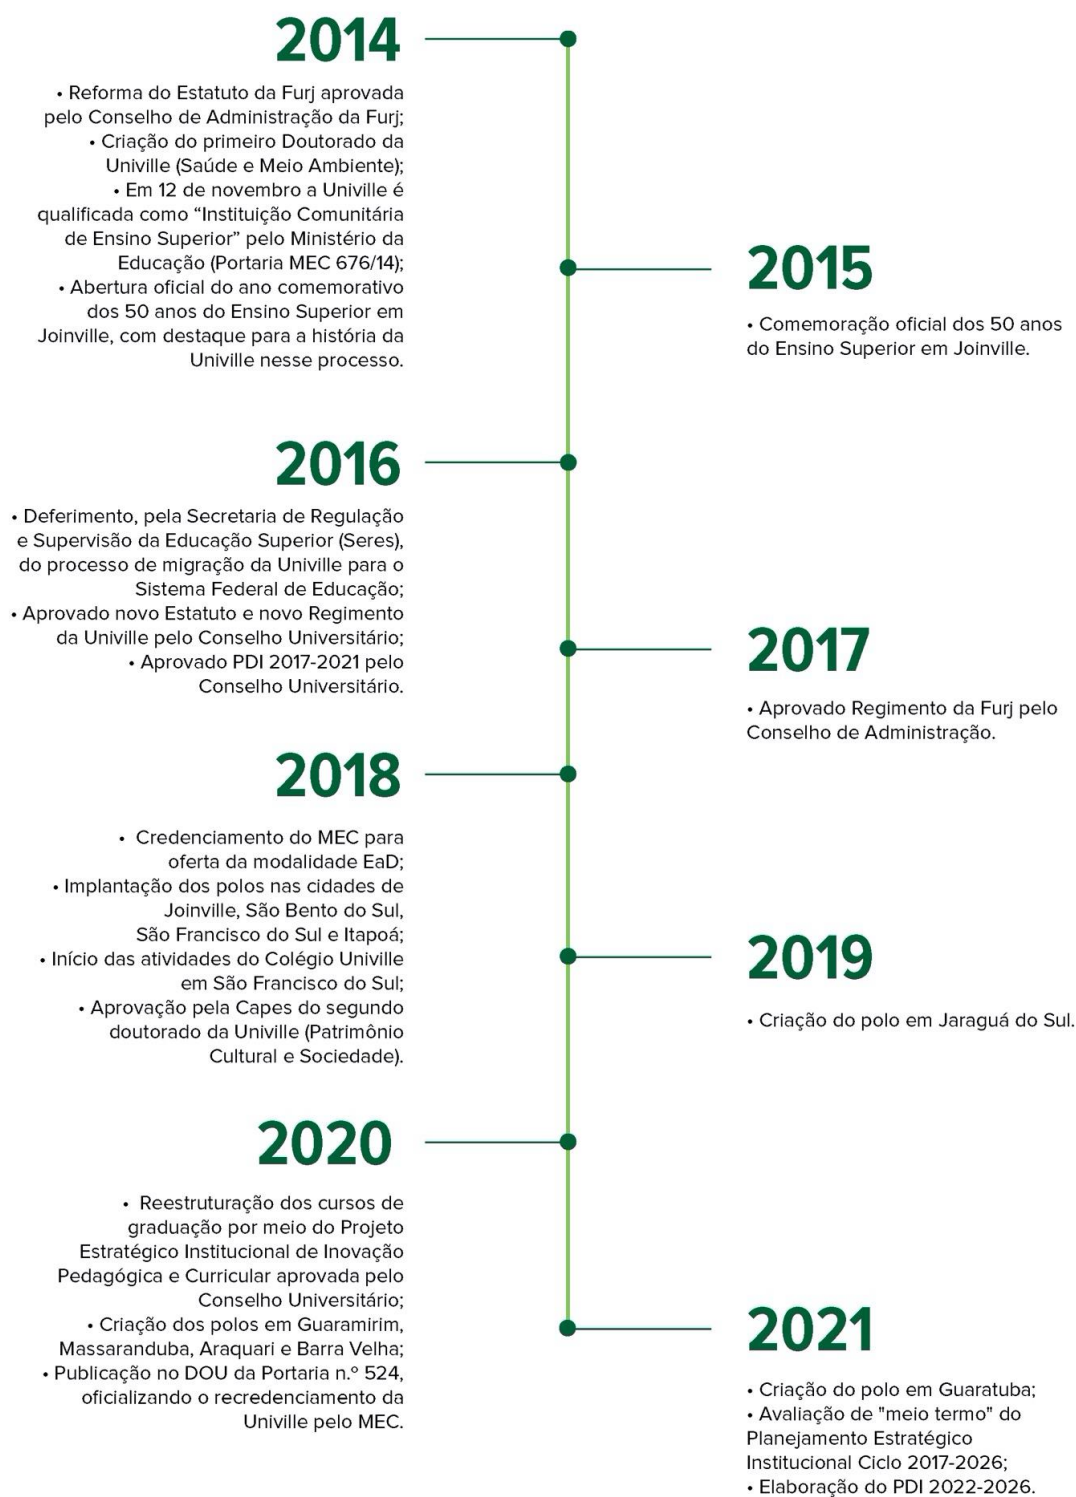 2014
• Reforma do Estatuto da Furj aprovada
pelo Conselho de Administração da Furj;
• Criação do primeiro Doutorado da
Univille (Saúde e Meio Ambiente);
• Em 12 de novembro a Univille é
qualificada como “Instituição Comunitária
de Ensino Superior” pelo Ministério da
Educação (Portaria MEC 676/14);
• Abertura oficial do ano comemorativo
dos 50 anos do Ensino Superior em
Joinville, com destaque para a história da
Univille nesse processo.
2015
• Comemoração oficial dos 50 anos
do Ensino Superior em Joinville.
2016
• Deferimento, pela Secretaria de Regulação
e Supervisão da Educação Superior (Seres),
do processo de migração da Univille para o
Sistema Federal de Educação;
• Aprovado novo Estatuto e novo Regimento
da Univille pelo Conselho Universitário;
• Aprovado PDI 2017-2021 pelo
Conselho Universitário.
2017
• Aprovado Regimento da Furj pelo
Conselho de Administração.
2018
• Credenciamento do MEC para
oferta da modalidade EaD;
• Implantação dos polos nas cidades de
Joinville, São Bento do Sul,
São Francisco do Sul e Itapoá;
• Início das atividades do Colégio Univille
em São Francisco do Sul;
• Aprovação pela Capes do segundo
doutorado da Univille (Patrimônio
Cultural e Sociedade).
2019
• Criação do polo em Jaraguá do Sul.
2020
• Reestruturação dos cursos de
graduação por meio do Projeto
Estratégico Institucional de Inovação
Pedagógica e Curricular aprovada pelo
Conselho Universitário;
• Criação dos polos em Guaramirim,
Massaranduba, Araquari e Barra Velha;
• Publicação no DOU da Portaria n.º 524,
oficializando o recredenciamento da
Univille pelo MEC.
2021
• Criação do polo em Guaratuba;
• Avaliação de "meio termo" do
Planejamento Estratégico
Institucional Ciclo 2017-2026;
• Elaboração do PDI 2022-2026.